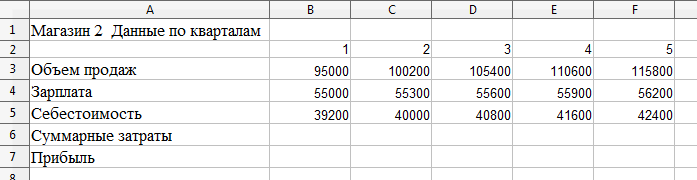 A B C D E F
1 Магазин 2 Данные по кварталам
2 1 2 3 4 5
3 Объем продаж 95000 100200 105400 110600 115800
4 Зарплата 55000 55300 55600 55900 56200
5 Себестоимость 39200 40000 40800 41600 42400
6 Суммарные затраты
7 Прибыль
8